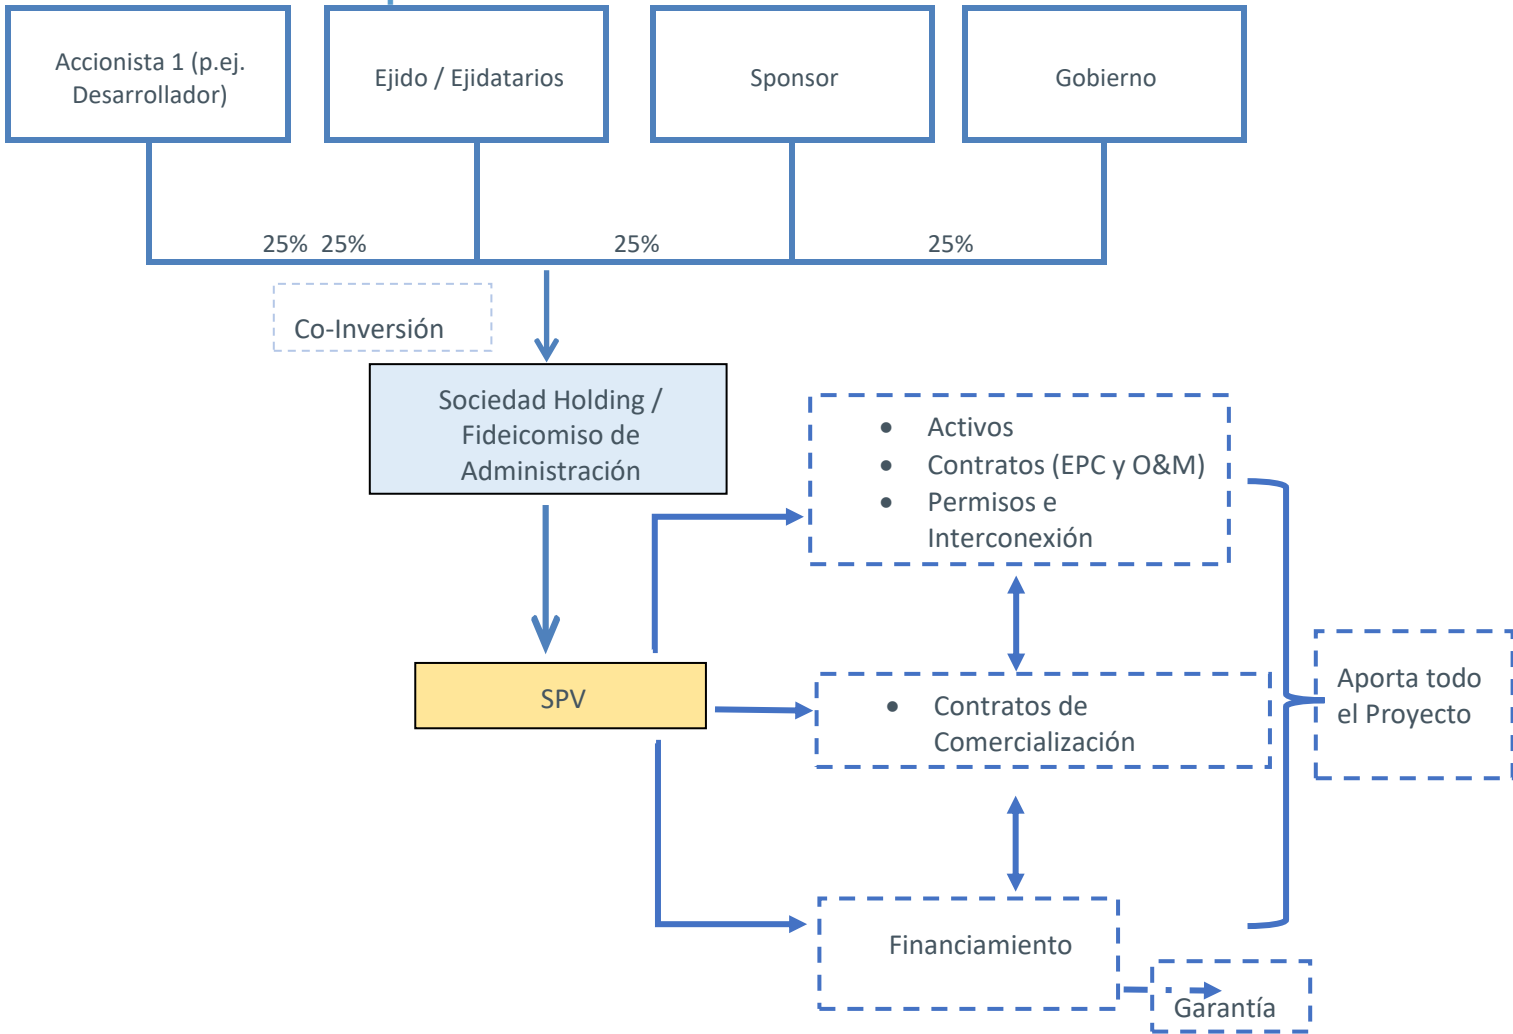 Accionista 1 (p.ej.
Desarrollador)
Ejido / Ejidatarios
Sponsor
Gobierno
25% 25%
25%
25%
Co-Inversión
Sociedad Holding /
Fideicomiso de
Administración
• Activos
• Contratos (EPC y O&M)
• Permisos e
Interconexión
SPV
• Contratos de
Comercialización
Aporta todo
el Proyecto
Financiamiento
Garantía